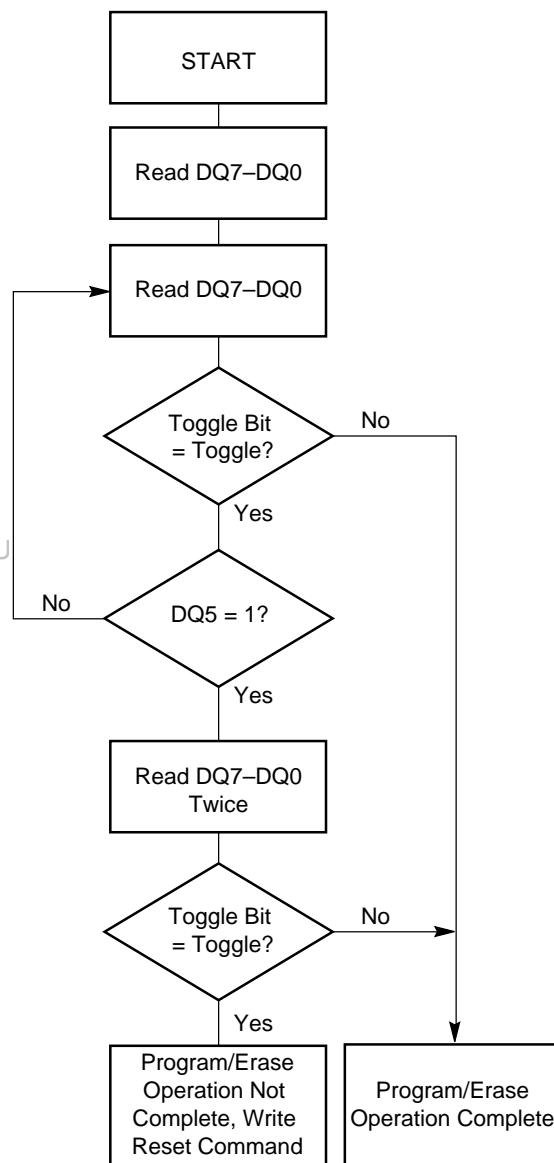 START
Read DQ7–DQ0
Read DQ7–DQ0
Toggle Bit
= Toggle?
No
Yes
DQ5 = 1?
No
Yes
Read DQ7–DQ0
Twice
Toggle Bit
= Toggle?
No
Yes
Program/Erase
Operation Not
Complete, Write
Reset Command
Program/Erase
Operation Complete